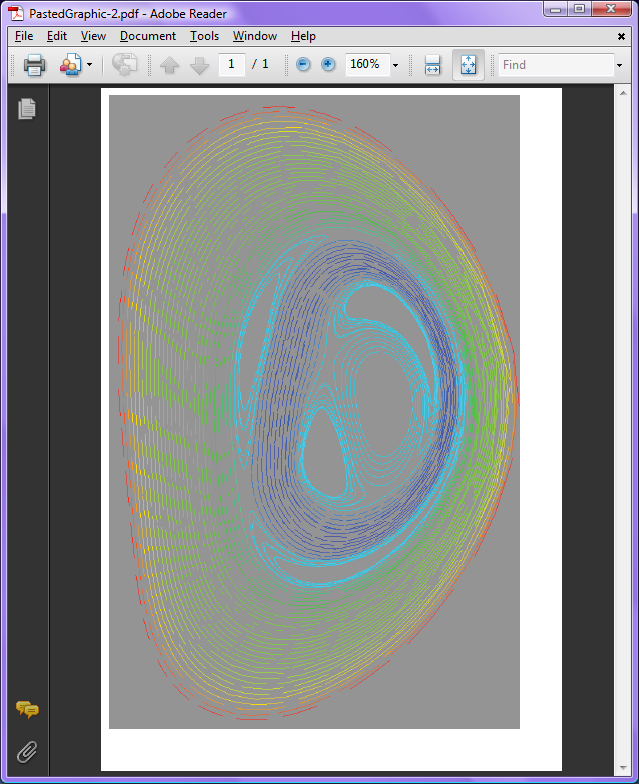 PastedGraphic-2.pdf - Adobe Reader
File Edit View Document Tools Window Help
1 / 1 160% Find